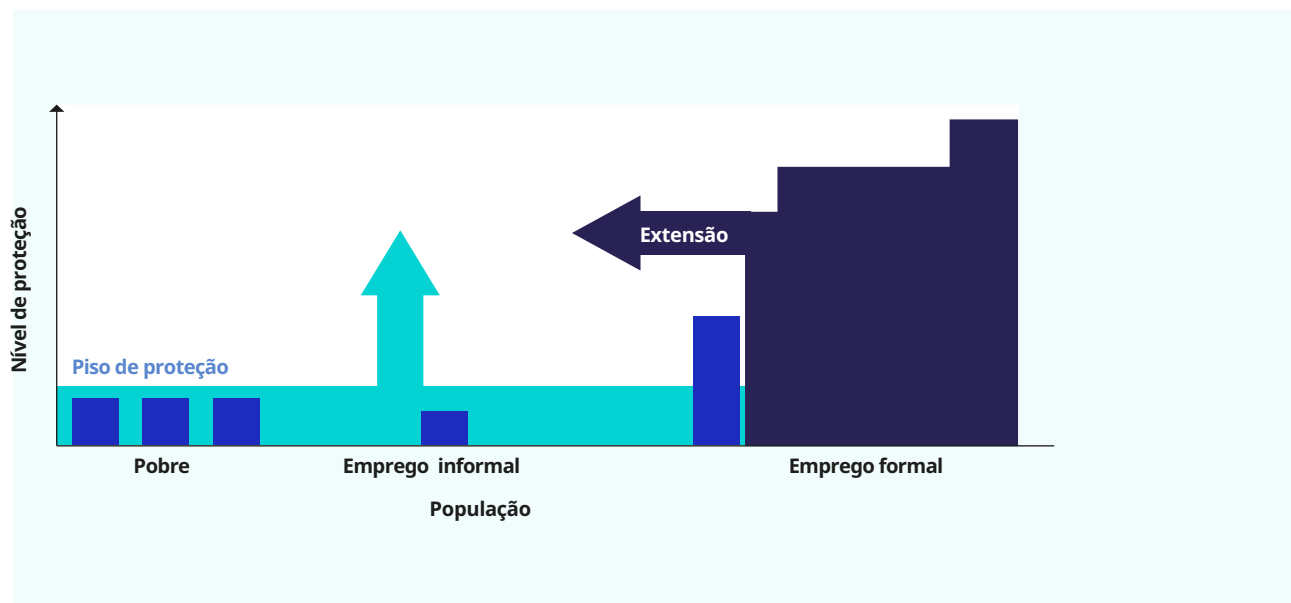 Nível de proteção
Extensão
Piso de proteção
Pobre
Emprego informal
Emprego formal
População